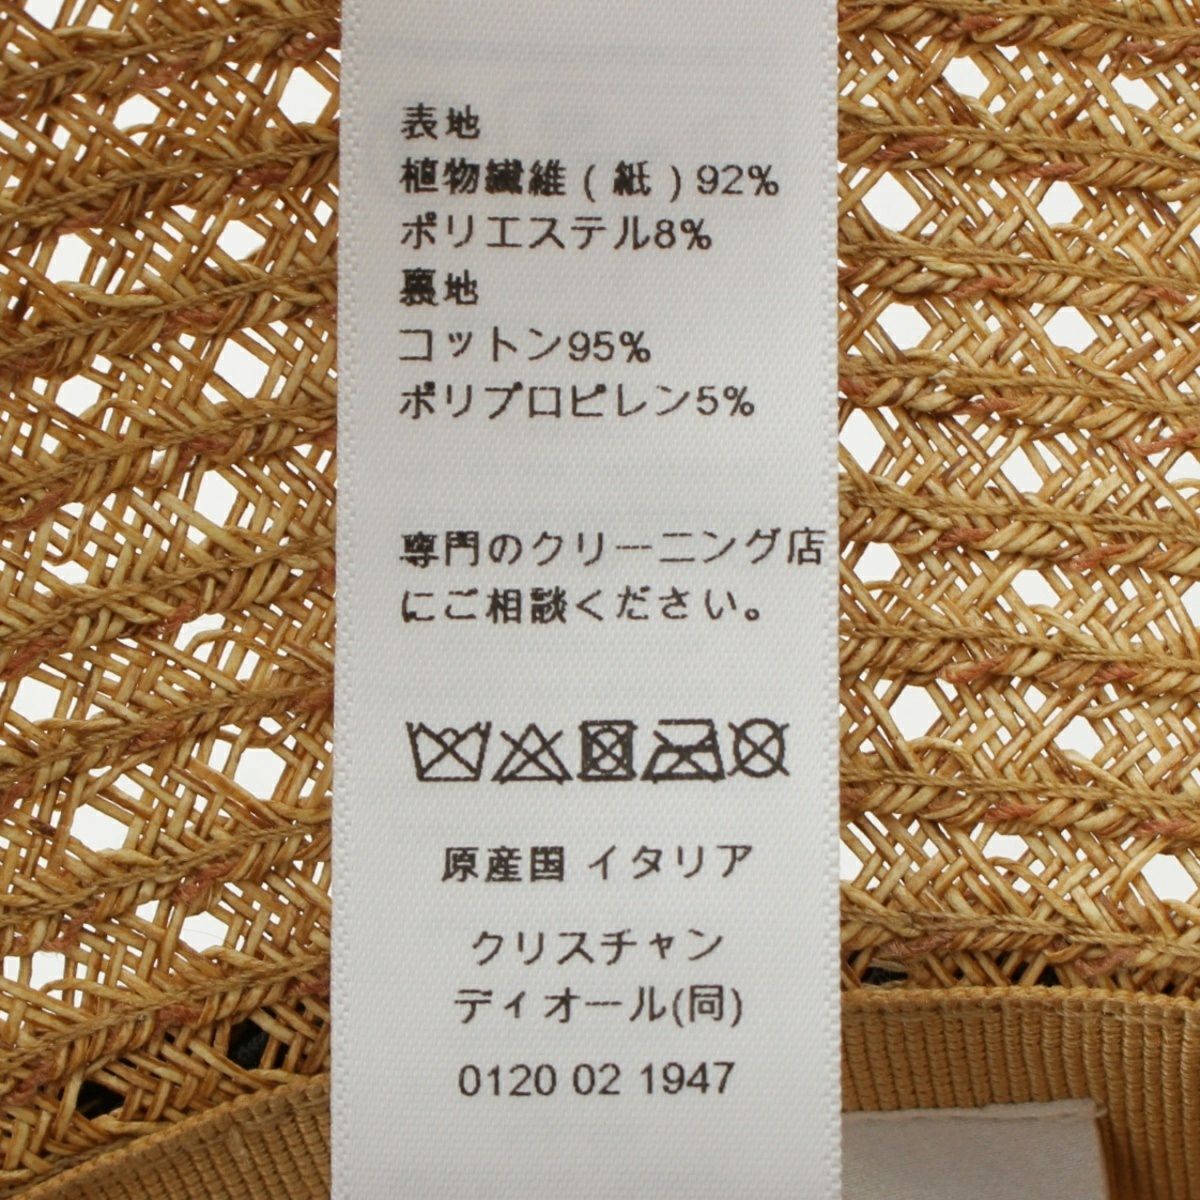 表地
植物繊維 ( 紙 ) 92%
ポリエステル8%
裏地
コットン95%
ポリプロピレン5%
専門のクリーニング店
にご相談ください。
原産国 イタリア
クリスチャン
ディオール(同)
0120 02 1947